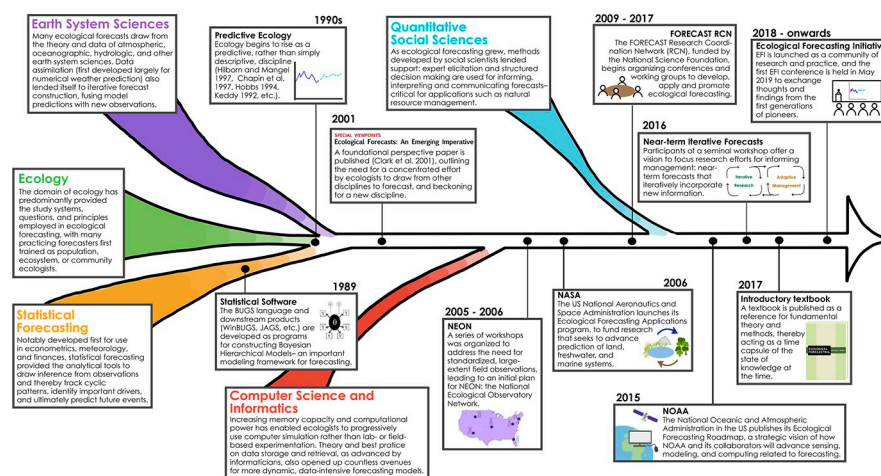 Earth System Sciences
Many ecological forecasts draw from
the theory and data of atmospheric,
oceanographic, hydrologic, and other
earth system sciences. Data
assimilation (first developed largely for
numerical weather prediction) also
lended itself to iterative forecast
construction, fusing model
predictions with new observations.
1990s
Predictive Ecology
Ecology begins to rise as a
predictive, rather than simply
descriptive, discipline
(Hilborn and Mangel
1997, Chapin et al.
1997, Hobbs 1994,
Keddy 1992, etc.).
Quantitative
Social Sciences
As ecological forecasting grew, methods
developed by social scientists lended
support: expert elicitation and structured
decision making are used for informing,
interpreting and communicating forecasts–
critical for applications such as natural
resource management.
2009 - 2017
FORECAST RCN
The FORECAST Research Coordi-
nation Network (RCN), funded by
the National Science Foundation,
begins organizing conferences and
working groups to develop,
apply and promote
ecological forecasting.
2018 - onwards
Ecological Forecasting Initiative
EFI is launched as a community of
research and practice, and the
first EFI conference is held in May
2019 to exchange
thoughts and
findings from the
first generations
of pioneers.
2001
SPECIAL VIEWPOINTS
Ecological Forecasts: An Emerging Imperative
A foundational perspective paper is
published (Clark et al. 2001), outlining
the need for a concentrated effort by
ecologists to draw from other
disciplines to forecast, and beckoning
for a new discipline.
2016
Near-term Iterative Forecasts
Participants of a seminal workshop offer a
vision to focus research efforts for informing
management: near-
term forecasts that
iteratively incorporate
new information.
Iterative
Research
Adaptive
Management
Ecology
The domain of ecology has
predominantly provided
the study systems,
questions, and principles
employed in ecological
forecasting, with many
practicing forecasters first
trained as population,
ecosystem, or community
ecologists.
Statistical
Forecasting
Notably developed first for use
in econometrics, meteorology,
and finances, statistical forecasting
provided the analytical tools to
draw inference from observations
and thereby track cyclic
patterns, identify important drivers,
and ultimately predict future events.
1989
Statistical Software
The BUGS language and
downstream products
(WinBUGS, JAGS, etc.) are
developed as programs
for constructing Bayesian
Hierarchical Models– an important
modeling framework for forecasting.
Computer Science and
Informatics
Increasing memory capacity and computational
power has enabled ecologists to progressively
use computer simulation rather than lab- or field-
based experimentation. Theory and best pratice
on data storage and retrieval, as advanced by
informaticians, also opened up countless avenues
for more dynamic, data-intensive forecasting models.
2005 - 2006
NEON
A series of workshops
was organized to
address the need for
standardized, large-
extent field observations,
leading to an initial plan
for NEON: the National
Ecological Observatory
Network.
2006
NASA
The US National Aeronautics and
Space Administration launches its
Ecological Forecasting Applications
program, to fund research
that seeks to advance
prediction of land,
freshwater, and
marine systems.
2015
NOAA
The National Oceanic and Atmospheric
Administration in the US publishes its Ecological
Forecasting Roadmap, a strategic vision of how
NOAA and its collaborators will advance sensing,
modeling, and computing related to forecasting.
2017
Introductory textbook
A textbook is published as a
reference for fundamental
theory and
methods, thereby
acting as a time
capsule of the
state of
knowledge at
the time.
ECOLOGICAL
FORECASTING